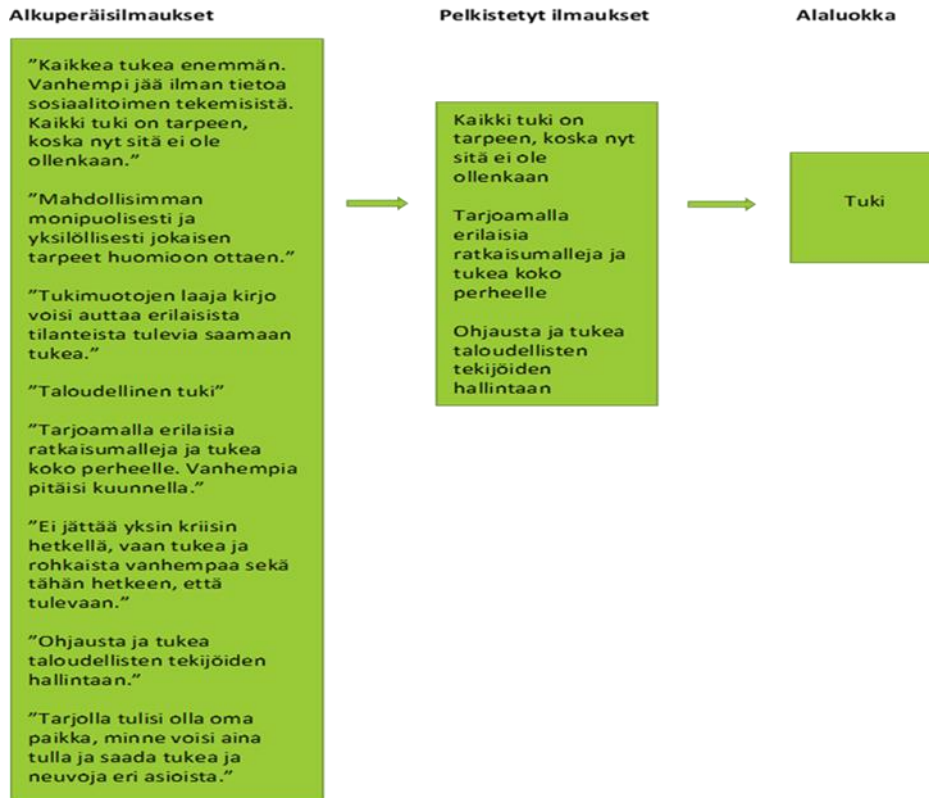 Alkuperäisilmaukset
Pelkistetyt ilmaukset
Alaluokka
”Kaikkea tukea enemmän.
Vanhempi jää ilman tietoa
sosiaalitoimen tekemisistä.
Kaikki tuki on tarpeen,
koska nyt sitä ei ole
ollenkaan.”
”Mahdollisimman
monipuolisesti ja
yksilöllisesti jokaisen
tarpeet huomioon ottaen.”
”Tukimuotojen laaja kirjo
voisi auttaa erilaisista
tilanteista tulevia saamaan
tukea.”
”Taloudellinen tuki”
”Tarjoamalla erilaisia
ratkaisumalleja ja tukea
koko perheelle. Vanhempia
pitäisi kuunnella.”
”Ei jättää yksin kriisin
hetkellä, vaan tukea ja
rohkaista vanhempaa sekä
tähän hetkeen, että
tulevaan.”
”Ohjausta ja tukea
taloudellisten tekijöiden
hallintaan.”
”Tarjolla tulisi olla oma
paikka, minne voisi aina
tulla ja saada tukea ja
neuvoja eri asioista.”
Kaikki tuki on
tarpeen, koska nyt
sitä ei ole
ollenkaan
Tarjoamalla
erilaisia
ratkaisumalleja ja
tukea koko
perheelle
Ohjausta ja tukea
taloudellisten
tekijöiden
hallintaan
Tuki